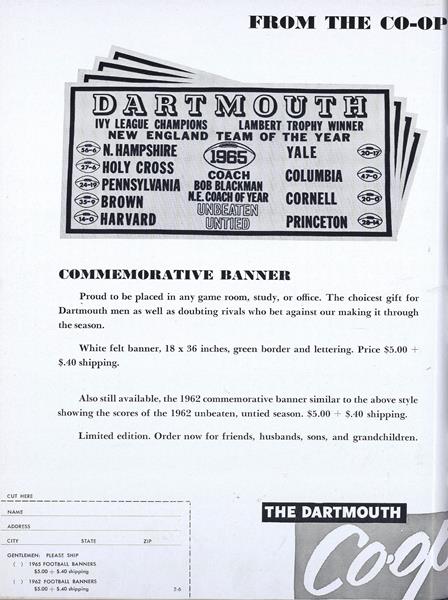 FROM THE CO-OP
DARTMOUTH
IVY LEAGUE CHAMPIONS LAMBERT TROPHY WINNER
NEW ENGLAND TEAM OF THE YEAR
56-6 N. HAMPSHIRE
27-6 HOLY CROSS
24-19 PENNSYLVANIA
35-9 BROWN
14-0 HARVARD
1965
COACH
BOB BLACKMAN
N.E. COACH OF YEAR
UNBEATEN
UNTIED
YALE 20-17
COLUMBIA 47-0
CORNELL 20-0
PRINCETON 28-14
COMMEMORATIVE BANNER
Proud to be placed in any game room, study, or office. The choicest gift for
Dartmouth men as well as doubting rivals who bet against our making it through
the season.
White felt banner, 18 x 36 inches, green border and lettering. Price $5.00 +
$.40 shipping.
Also still available, the 1962 commemorative banner similar to the above style
showing the scores of the 1962 unbeaten, untied season. $5.00 + $.40 shipping.
Limited edition. Order now for friends, husbands, sons, and grandchildren.
CUT HERE
NAME
ADDRESS
CITY STATE ZIP
GENTLEMEN: PLEASE SHIP
( ) 1965 FOOTBALL BANNERS
$5.00 + $.40 shipping
( ) 1962 FOOTBALL BANNERS
$5.00 + $.40 shipping 2-6
THE DARTMOUTH
Co-op